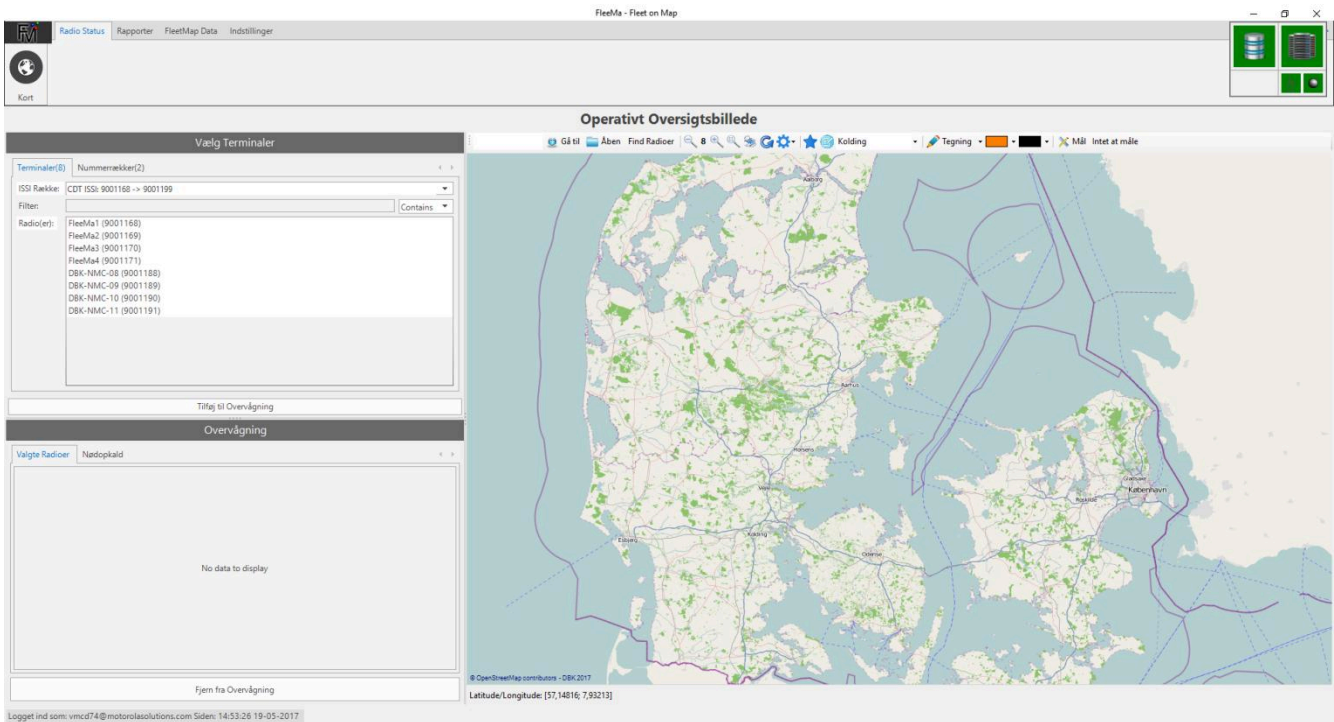 FleeMa - Fleet on Map
Radio Status Rapporter FleetMap Data Indstillinger
Kort
Operativt Oversigtsbillede
Vælg Terminaler
Gå til Åben Find Radioer 8 Kolding Tegning Mål Intet at måle
Terminaler(8) Nummerrækker(2)
ISSI Række: CDT ISSI: 9001168 -> 9001199
Filter: Contains
Radio(er): FleeMa1 (9001168)
FleeMa2 (9001169)
FleeMa3 (9001170)
FleeMa4 (9001171)
DBK-NMC-08 (9001188)
DBK-NMC-09 (9001189)
DBK-NMC-10 (9001190)
DBK-NMC-11 (9001191)
Tilføj til Overvågning
Overvågning
Valgte Radioer Nødopkald
No data to display
Fjern fra Overvågning
Aalborg
Aarhus
Horsens
Vejle
Kolding
Esbjerg
Odense
Gladsaxe
København
Roskilde
© OpenStreetMap contributors - DBK 2017
Latitude/Longitude: [57,14816; 7,93213]
Logget ind som: vmcd74@motorolasolutions.com Siden: 14:53:26 19-05-2017